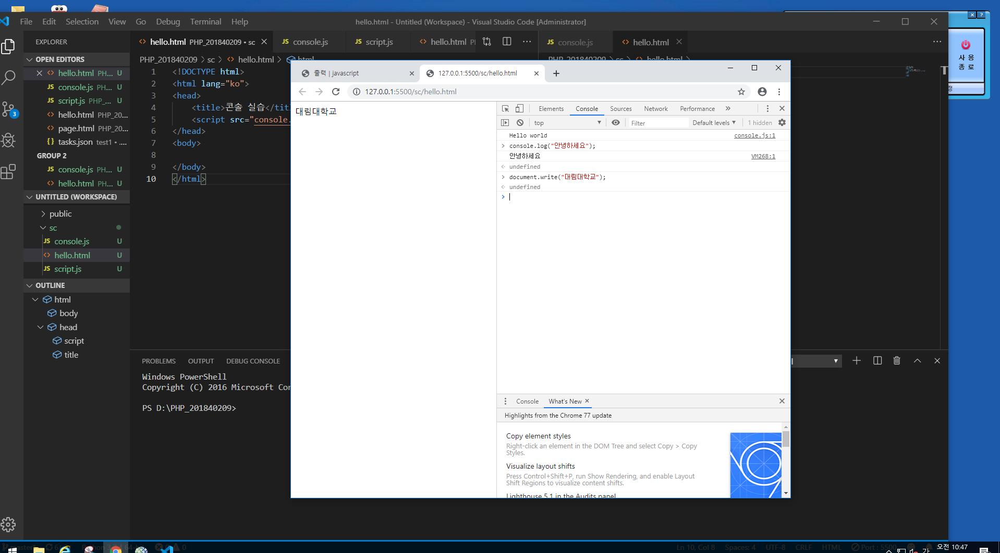 File Edit Selection View Go Debug Terminal Help
hello.html - Untitled (Workspace) - Visual Studio Code [Administrator]
EXPLORER
OPEN EDITORS
hello.html PH... U
console.js PH... U
script.js PH_... U
hello.html PHP_20...
page.html PHP_20...
tasks.json test1 • ....
GROUP 2
console.js PH... U
hello.html PH... U
UNTITLED (WORKSPACE)
public
sc
console.js U
hello.html U
script.js U
OUTLINE
html
body
head
script
title
hello.html PHP_201840209 • sc
console.js
script.js
hello.html
console.js
hello.html
PHP_201840209 > sc > hello.html > html
PHP_201840209 > sc > hello.html >
1 <!DOCTYPE html>
2 <html lang="ko">
3 <head>
4 <title>콘솔 실습</titl
5 <script src="console.
6 </head>
7 <body>
8
9 </body>
10 </html>
PROBLEMS OUTPUT DEBUG CONSOLE
Windows PowerShell
Copyright (C) 2016 Microsoft Cor
PS D:\PHP_201840209>
출력 | javascript
127.0.0.1:5500/sc/hello.html
127.0.0.1:5500/sc/hello.html
대림대학교
Elements Console Sources Network Performance »
top
Filter
Default levels
1 hidden
Hello world console.js:1
> console.log("안녕하세요");
안녕하세요 VM268:1
undefined
> document.write("대림대학교");
undefined
>
Console What's New
Highlights from the Chrome 77 update
Copy element styles
Right-click an element in the DOM Tree and select Copy > Copy
Styles.
Visualize layout shifts
Press Control+Shift+P, run Show Rendering, and enable Layout
Shift Regions to visualize content shifts.
Lighthouse 5.1 in the Audits panel
사 용
종 료
master
Ln 10, Col 8 Spaces: 4 UTF-8 CRLF HTML Port : 5500
오전 10:47